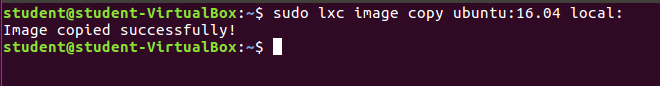 student@student-VirtualBox:~$ sudo lxc image copy ubuntu:16.04 local:
Image copied successfully!
student@student-VirtualBox:~$